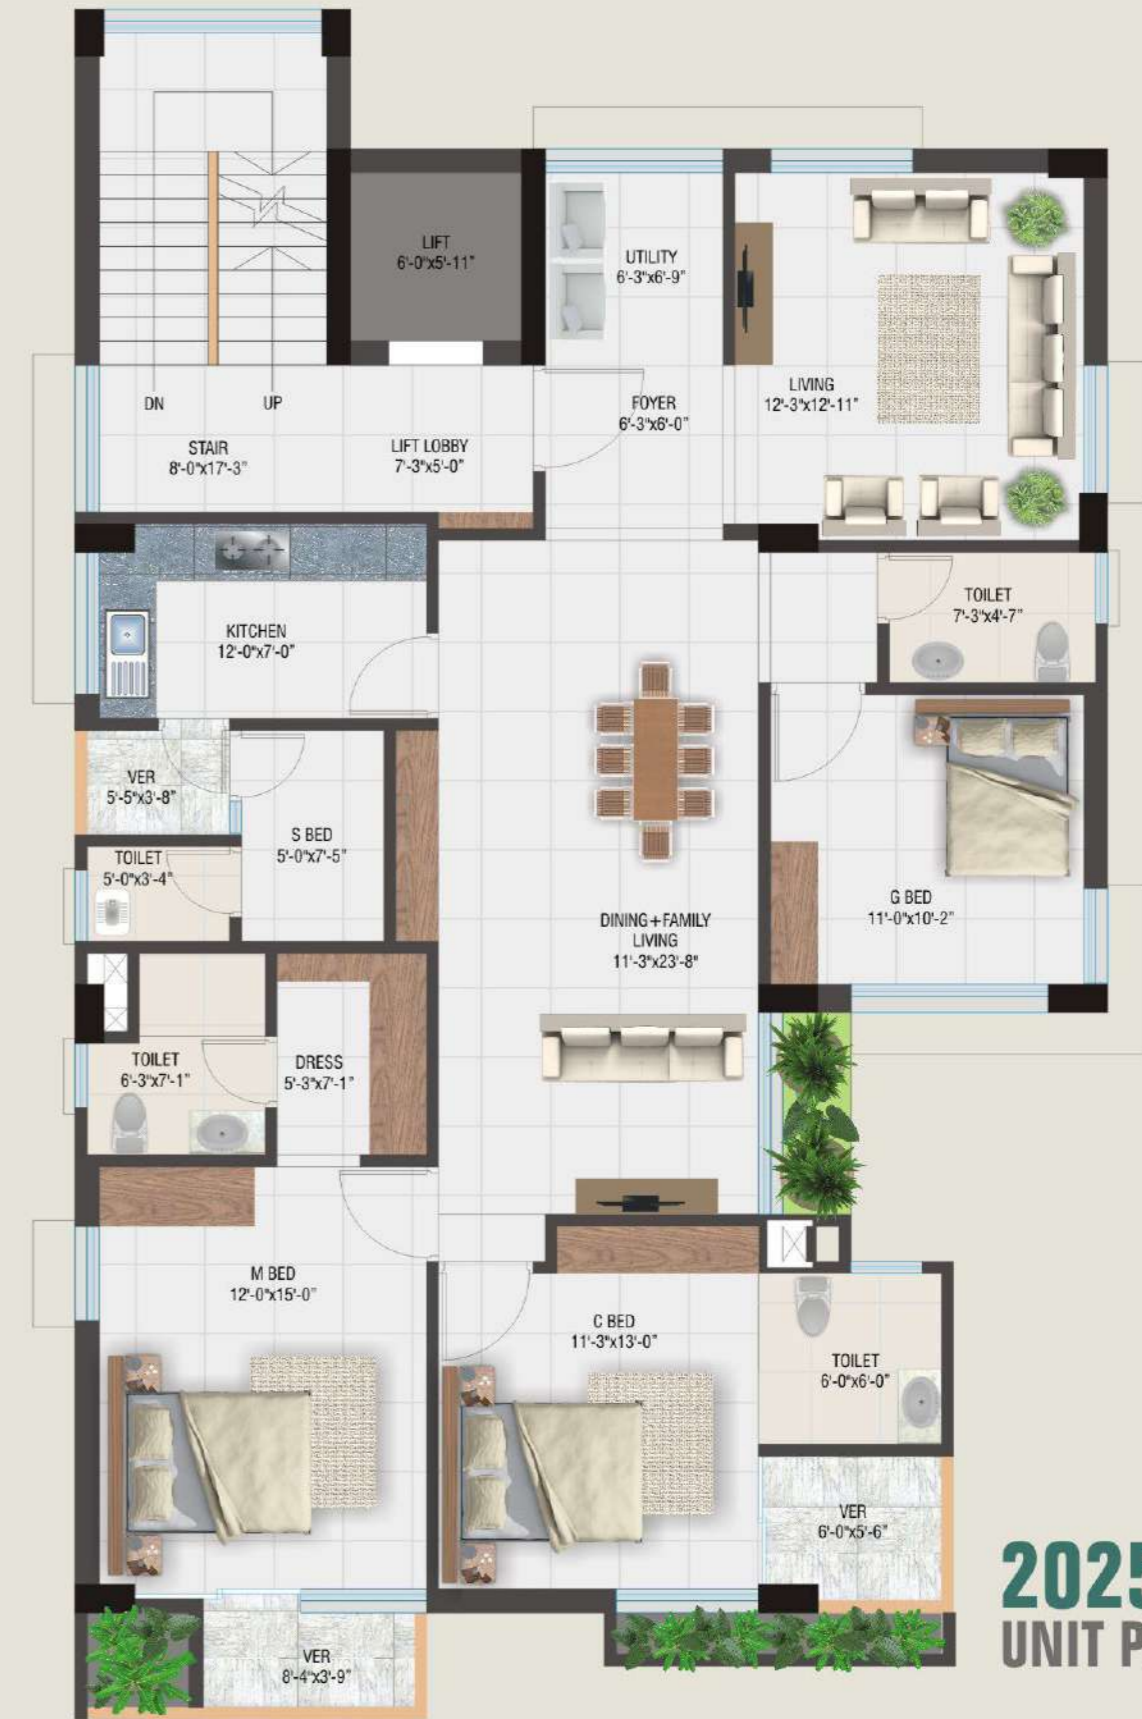 LIFT
6'-0"x5'-11"
UTILITY
6'-3"x6'-9"
LIVING
12'-3"x12'-11"
FOYER
6'-3"x6'-0"
DN
UP
STAIR
8'-0"x17'-3"
LIFT LOBBY
7'-3"x5'-0"
KITCHEN
12'-0"x7'-0"
TOILET
7'-3"x4'-7"
VER
5'-5"x3'-8"
S BED
5'-0"x7'-5"
TOILET
5'-0"x3'-4"
G BED
11'-0"x10'-2"
DINING+FAMILY
LIVING
11'-3"x23'-8"
TOILET
6'-3"x7'-1"
DRESS
5'-3"x7'-1"
M BED
12'-0"x15'-0"
C BED
11'-3"x13'-0"
TOILET
6'-0"x6'-0"
VER
6'-0"x5'-6"
VER
8'-4"x3'-9"
2025
UNIT P